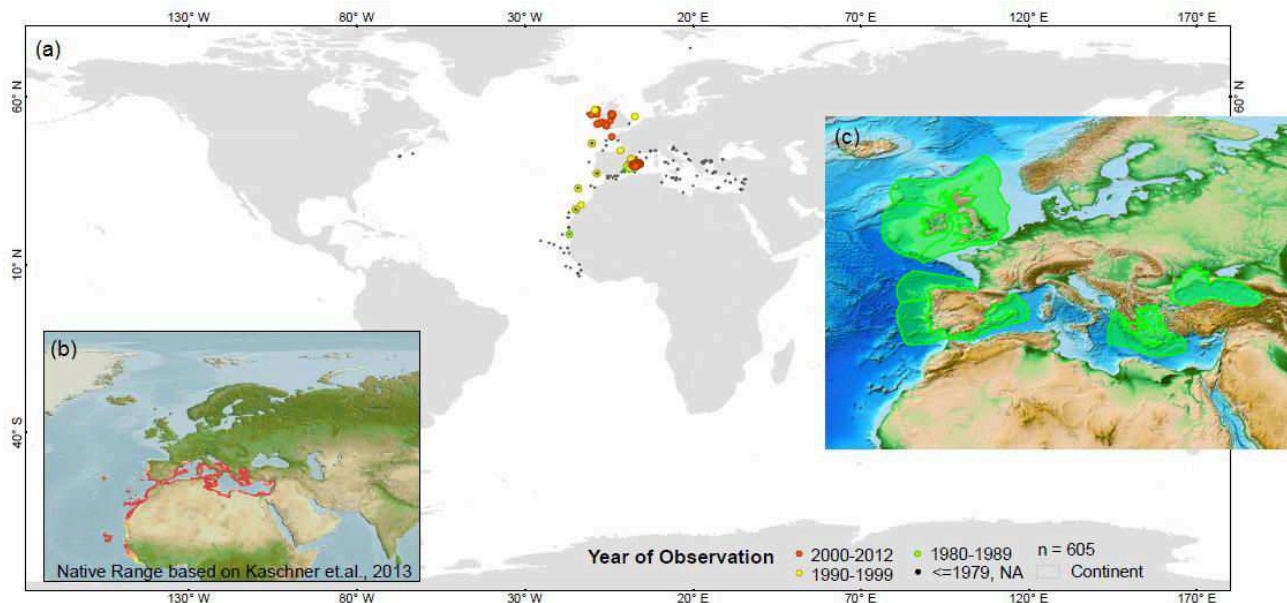 130° W 80° W 30° W 20° E 70° E 120° E 170° E
(a)
60° N 60° N
(c)
10° N
(b)
40° S
Native Range based on Kaschner et.al., 2013
Year of Observation
2000-2012 1980-1989 n = 605
1990-1999 <=1979, NA Continent
130° W 80° W 30° W 20° E 70° E 120° E 170° E